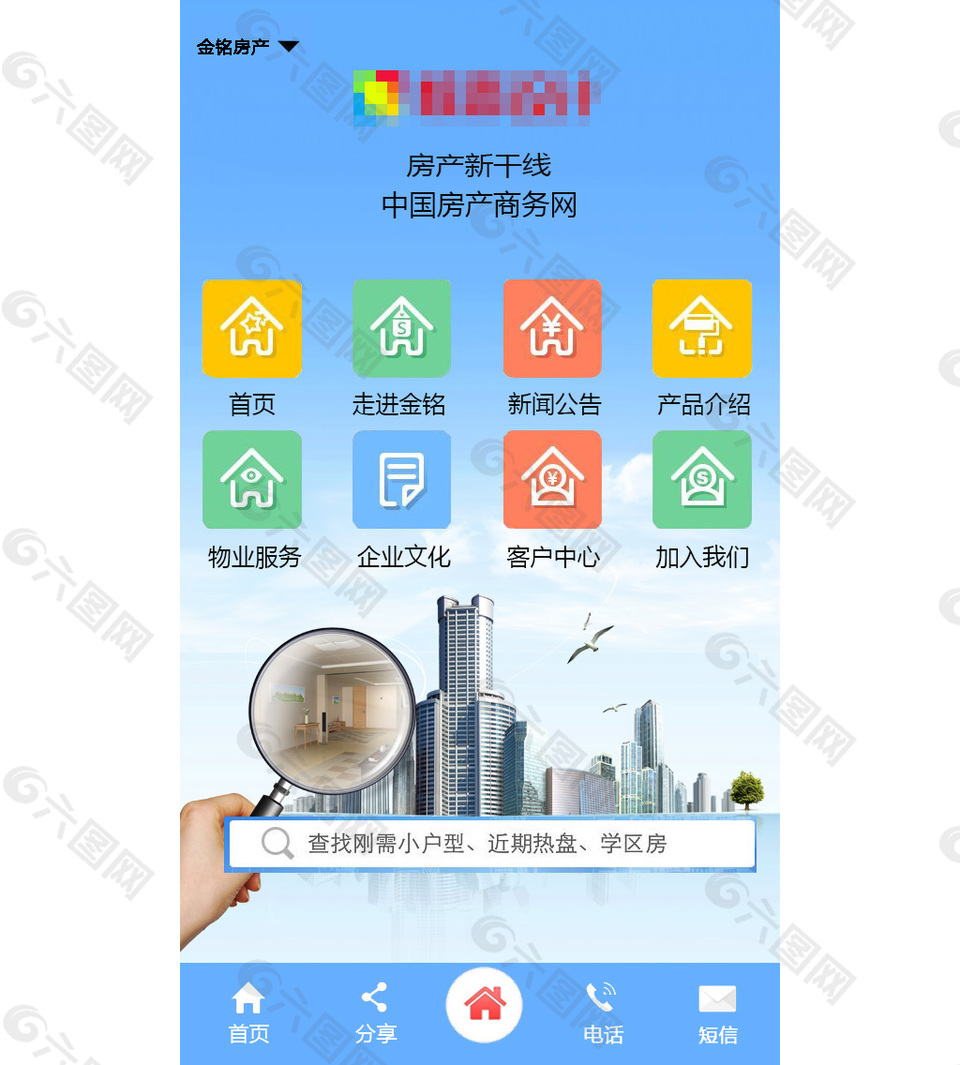 金铭房产
房产新干线
中国房产商务网
首页 走进金铭 新闻公告 产品介绍
物业服务 企业文化 客户中心 加入我们
查找刚需小户型、近期热盘、学区房
首页 分享 电话 短信
六图网